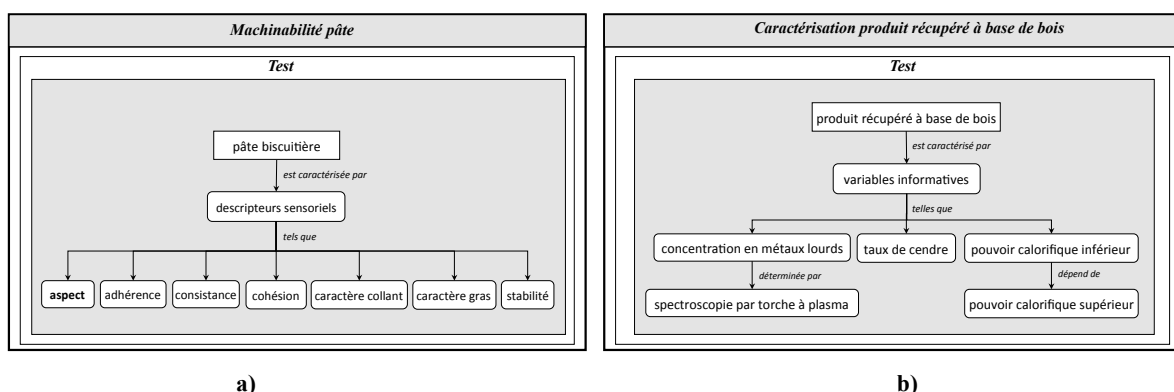 Machinabilité pâte
Test
pâte biscuitière
est caractérisée par
descripteurs sensoriels
tels que
aspect adhérence consistance cohésion caractère collant caractère gras stabilité
a)
Caractérisation produit récupéré à base de bois
Test
produit récupéré à base de bois
est caractérisé par
variables informatives
telles que
concentration en métaux lourds taux de cendre pouvoir calorifique inférieur
déterminée par dépend de
spectroscopie par torche à plasma pouvoir calorifique supérieur
b)